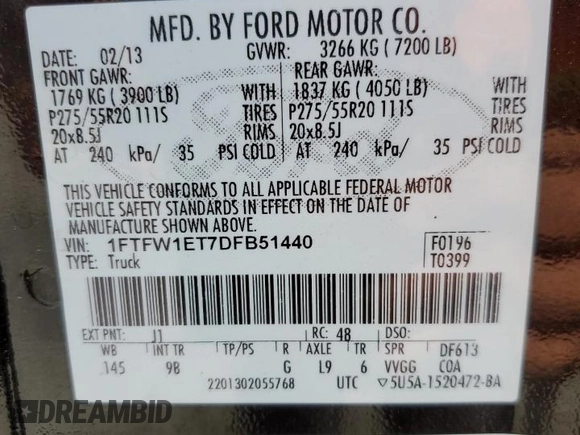 MFD. BY FORD MOTOR CO.
DATE: 02/13 GVWR: 3266 KG ( 7200 LB)
FRONT GAWR: REAR GAWR:
1769 KG ( 3900 LB) WITH 1837 KG ( 4050 LB) WITH
P275/55R20 111S TIRES P275/55R20 111S TIRES
20x8.5J RIMS 20x8.5J RIMS
AT 240 kPa/ 35 PSI COLD AT 240 kPa/ 35 PSI COLD
THIS VEHICLE CONFORMS TO ALL APPLICABLE FEDERAL MOTOR
VEHICLE SAFETY STANDARDS IN EFFECT ON THE DATE OF
MANUFACTURE SHOWN ABOVE.
VIN: 1FTFW1ET7DFB51440 F0196
TYPE: Truck T0399
EXT PNT: J1 RC: 48 DSO:
WB INT TR TP/PS R AXLE TR SPR DF613
145 9B G L9 6 VVGG COA
2201302055768 UTC ▽5U5A-1520472-BA
DREAMBID